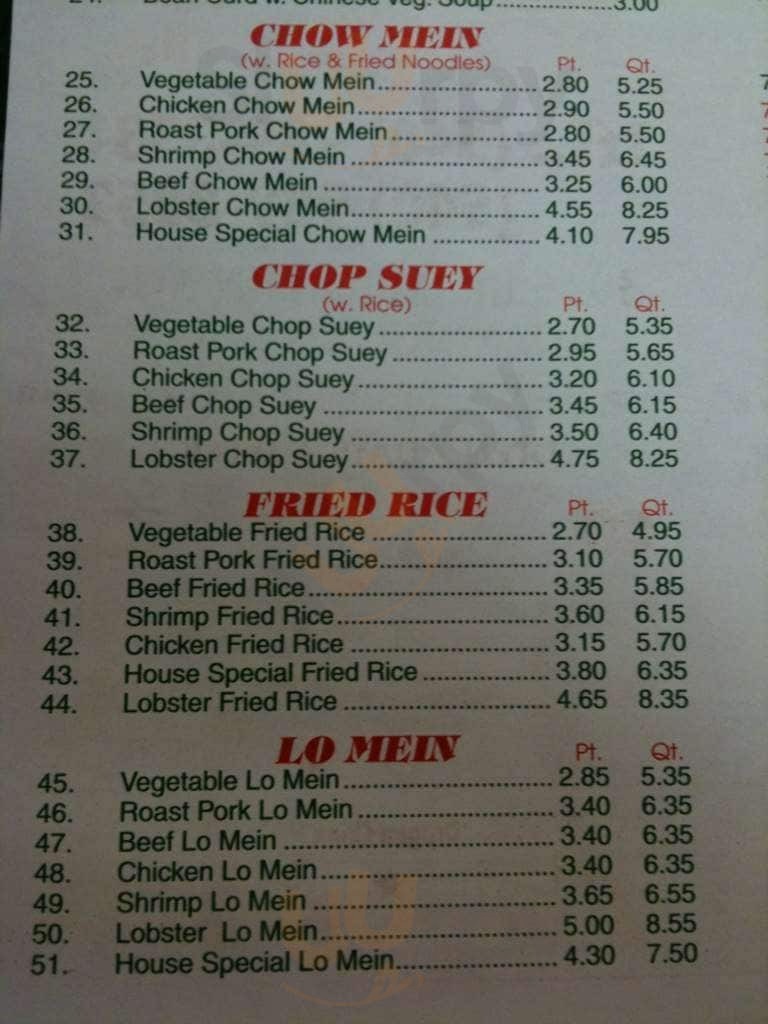 Bean Curd w. Chinese Veg. Soup..................3.00
CHOW MEIN
(w. Rice & Fried Noodles) Pt. Qt.
25. Vegetable Chow Mein........................ 2.80 5.25
26. Chicken Chow Mein........................... 2.90 5.50
27. Roast Pork Chow Mein...................... 2.80 5.50
28. Shrimp Chow Mein ............................ 3.45 6.45
29. Beef Chow Mein ................................ 3.25 6.00
30. Lobster Chow Mein............................ 4.55 8.25
31. House Special Chow Mein ................ 4.10 7.95
CHOP SUEY
(w. Rice) Pt. Qt.
32. Vegetable Chop Suey........................ 2.70 5.35
33. Roast Pork Chop Suey ...................... 2.95 5.65
34. Chicken Chop Suey............................ 3.20 6.10
35. Beef Chop Suey ................................. 3.45 6.15
36. Shrimp Chop Suey ............................. 3.50 6.40
37. Lobster Chop Suey............................. 4.75 8.25
FRIED RICE Pt. Qt.
38. Vegetable Fried Rice .......................... 2.70 4.95
39. Roast Pork Fried Rice......................... 3.10 5.70
40. Beef Fried Rice.................................... 3.35 5.85
41. Shrimp Fried Rice................................ 3.60 6.15
42. Chicken Fried Rice .............................. 3.15 5.70
43. House Special Fried Rice ................... 3.80 6.35
44. Lobster Fried Rice ............................... 4.65 8.35
LO MEIN Pt. Qt.
45. Vegetable Lo Mein............................... 2.85 5.35
46. Roast Pork Lo Mein ............................. 3.40 6.35
47. Beef Lo Mein ........................................ 3.40 6.35
48. Chicken Lo Mein................................... 3.40 6.35
49. Shrimp Lo Mein .................................... 3.65 6.55
50. Lobster Lo Mein.................................... 5.00 8.55
51. House Special Lo Mein........................ 4.30 7.50